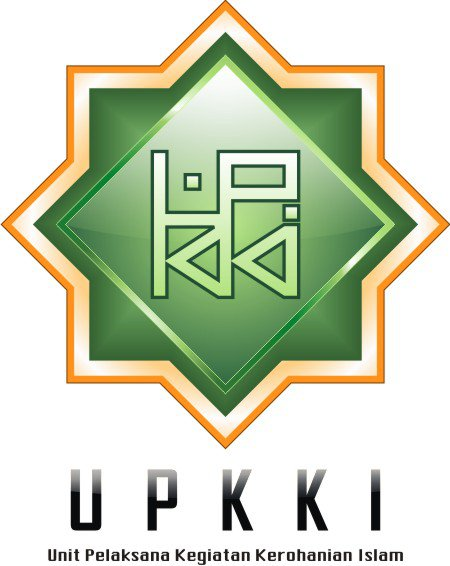 UPKKI
UPKKI
Unit Pelaksana Kegiatan Kerohanian Islam